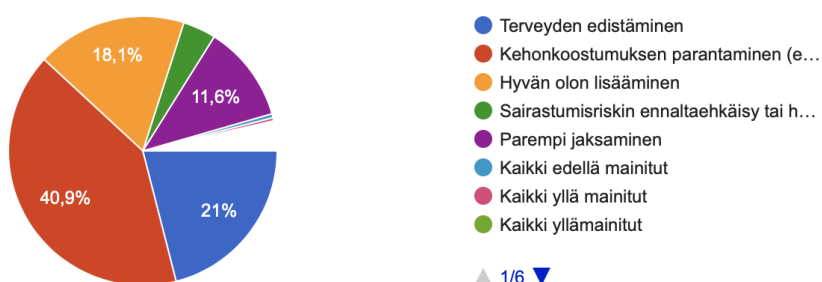 18,1%
11,6%
40,9%
21%
Terveyden edistäminen
Kehonkoostumuksen parantaminen (e…
Hyvän olon lisääminen
Sairastumisriskin ennaltaehkäisy tai h…
Parempi jaksaminen
Kaikki edellä mainitut
Kaikki yllä mainitut
Kaikki yllämainitut
1/6